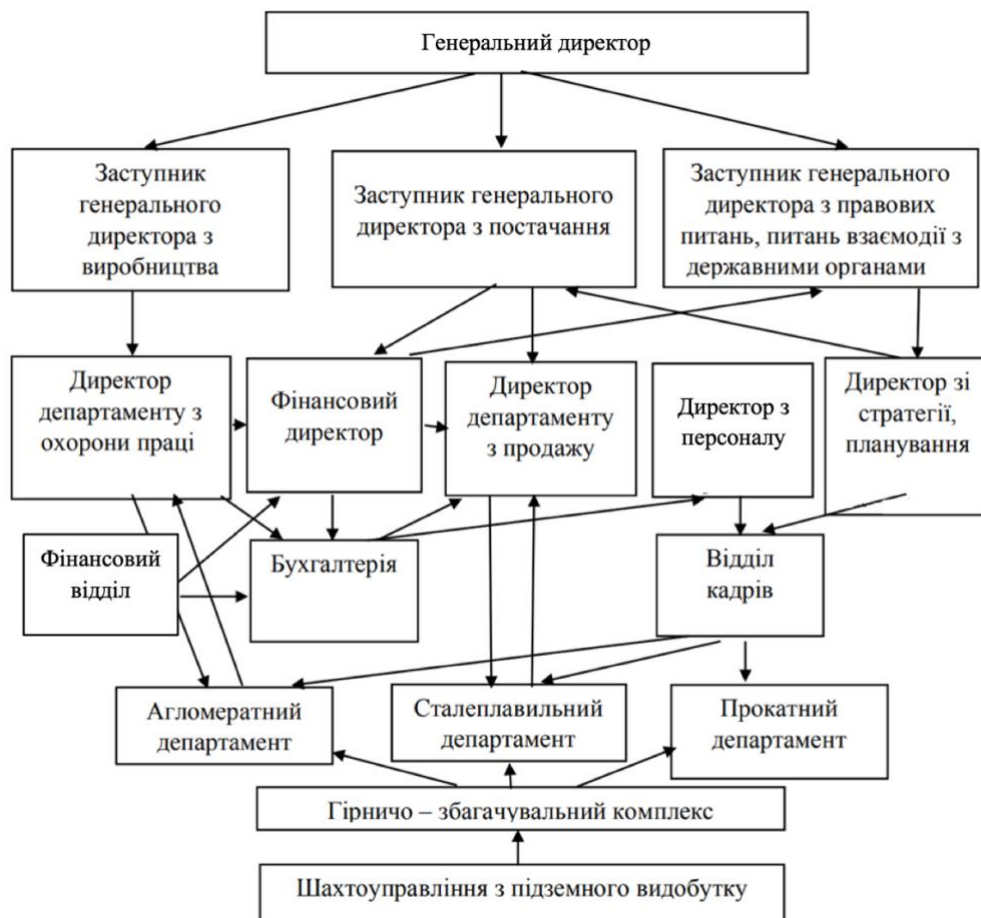 Генеральний директор
Заступник
генерального
директора з
виробництва
Заступник генерального
директора з постачання
Заступник генерального
директора з правових
питань, питань взаємодії з
державними органами
Директор
департаменту з
охорони праці
Фінансовий
директор
Директор
департаменту
з продажу
Директор з
персоналу
Директор зі
стратегії,
планування
Фінансовий
відділ
Бухгалтерія
Відділ
кадрів
Агломератний
департамент
Сталеплавильний
департамент
Прокатний
департамент
Гірничо – збагачувальний комплекс
Шахтоуправління з підземного видобутку